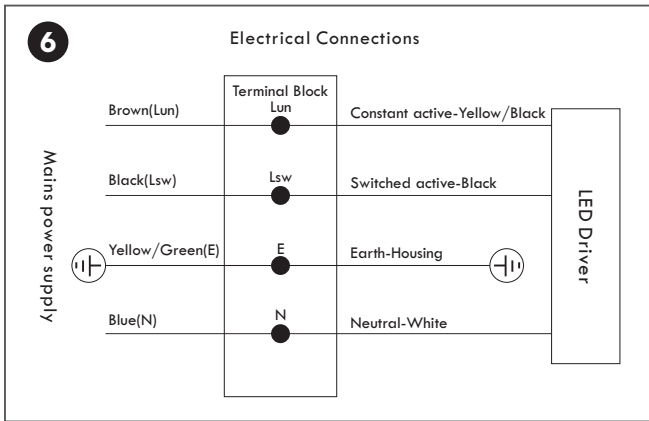 6
Electrical Connections
Terminal Block
Brown(Lun)
Lun
Constant active-Yellow/Black
Black(Lsw)
Lsw
Switched active-Black
Yellow/Green(E)
E
Earth-Housing
Blue(N)
N
Neutral-White
Mains power supply
LED Driver